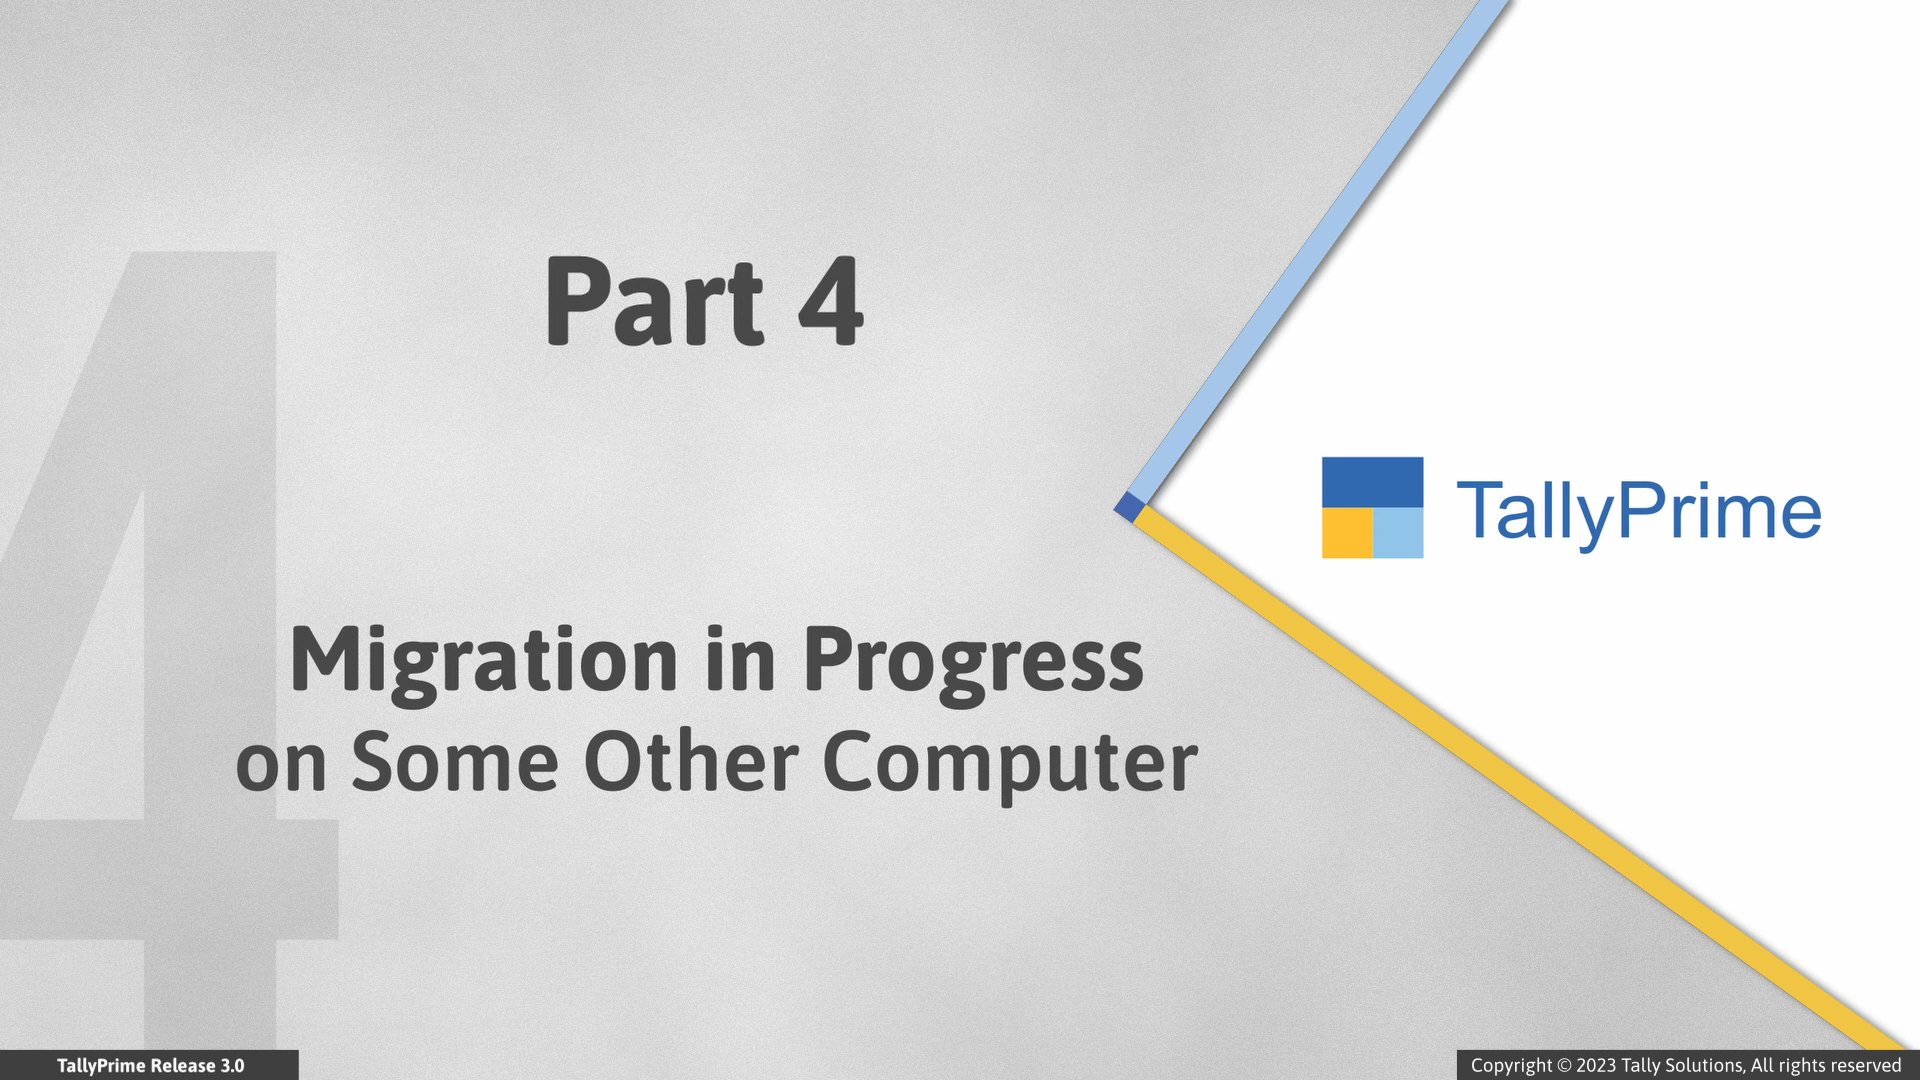 4
Part 4
Migration in Progress
on Some Other Computer
TallyPrime
TallyPrime Release 3.0
Copyright © 2023 Tally Solutions, All rights reserved